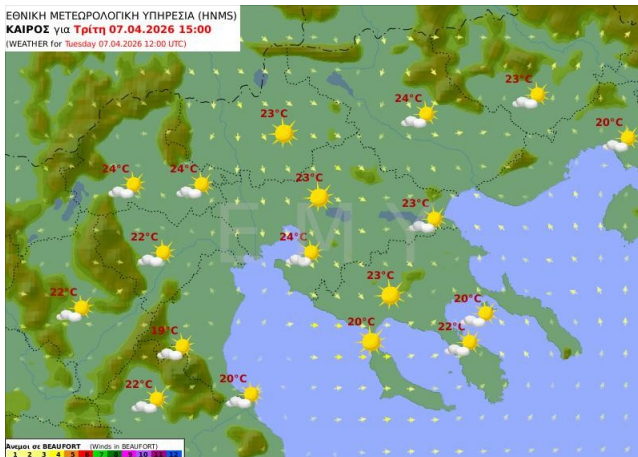 ΕΘΝΙΚΗ ΜΕΤΕΩΡΟΛΟΓΙΚΗ ΥΠΗΡΕΣΙΑ (HNMS)
ΚΑΙΡΟΣ για Τρίτη 07.04.2026 15:00
(WEATHER for Tuesday 07.04.2026 12:00 UTC)
23°C
24°C
23°C
20°C
24°C
24°C
23°C
23°C
22°C
24°C
ΕΜΥ
22°C
23°C
20°C
19°C
20°C
22°C
22°C
20°C
Άνεμοι σε BEAUFORT (Winds in BEAUFORT)
1 2 3 4 5 6 7 8 9 10 11 12